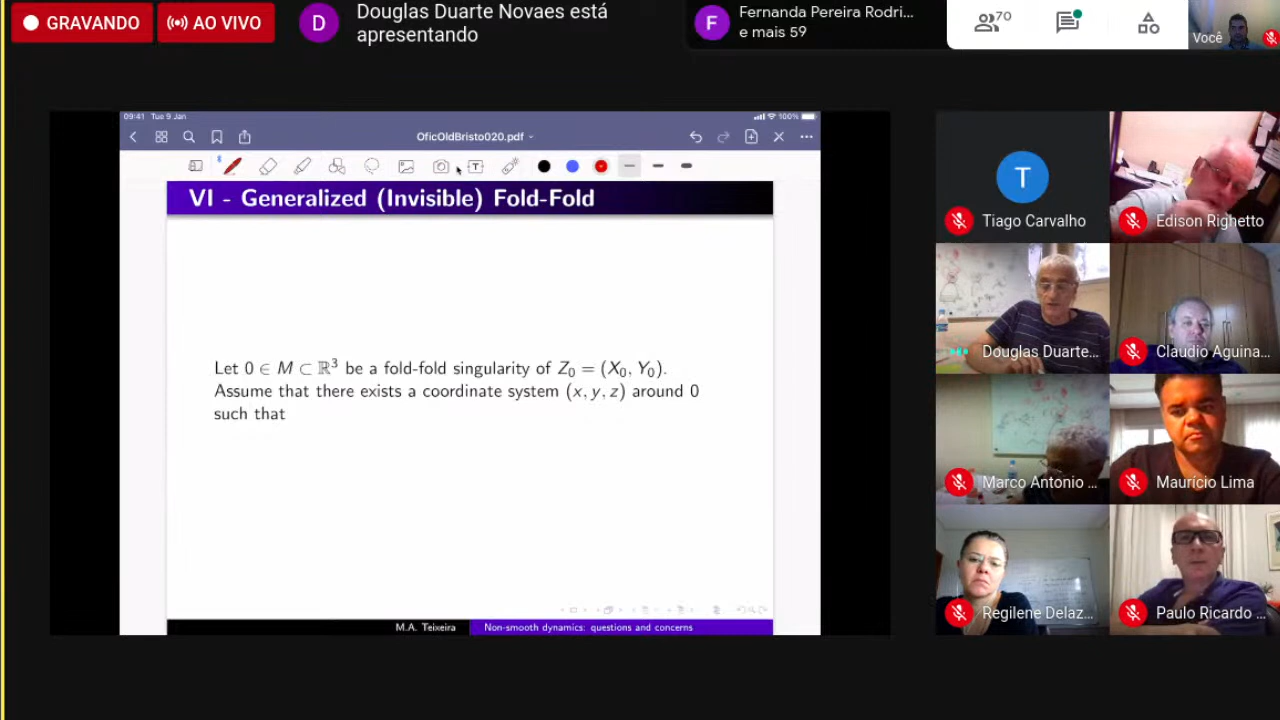 GRAVANDO
AO VIVO
D
Douglas Duarte Novaes está
apresentando
F
Fernanda Pereira Rodri...
e mais 59
70
Você
09:41 Tue 9 Jan
100%
OficOldBristo020.pdf
VI - Generalized (Invisible) Fold-Fold
Let 0 ∈ M ⊂ ℝ³ be a fold-fold singularity of Z₀ = (X₀, Y₀).
Assume that there exists a coordinate system (x, y, z) around 0
such that
M.A. Teixeira
Non-smooth dynamics: questions and concerns
T
Tiago Carvalho
Edison Righetto
Douglas Duarte...
Claudio Aguina...
Marco Antonio ...
Maurício Lima
Regilene Delaz...
Paulo Ricardo ...